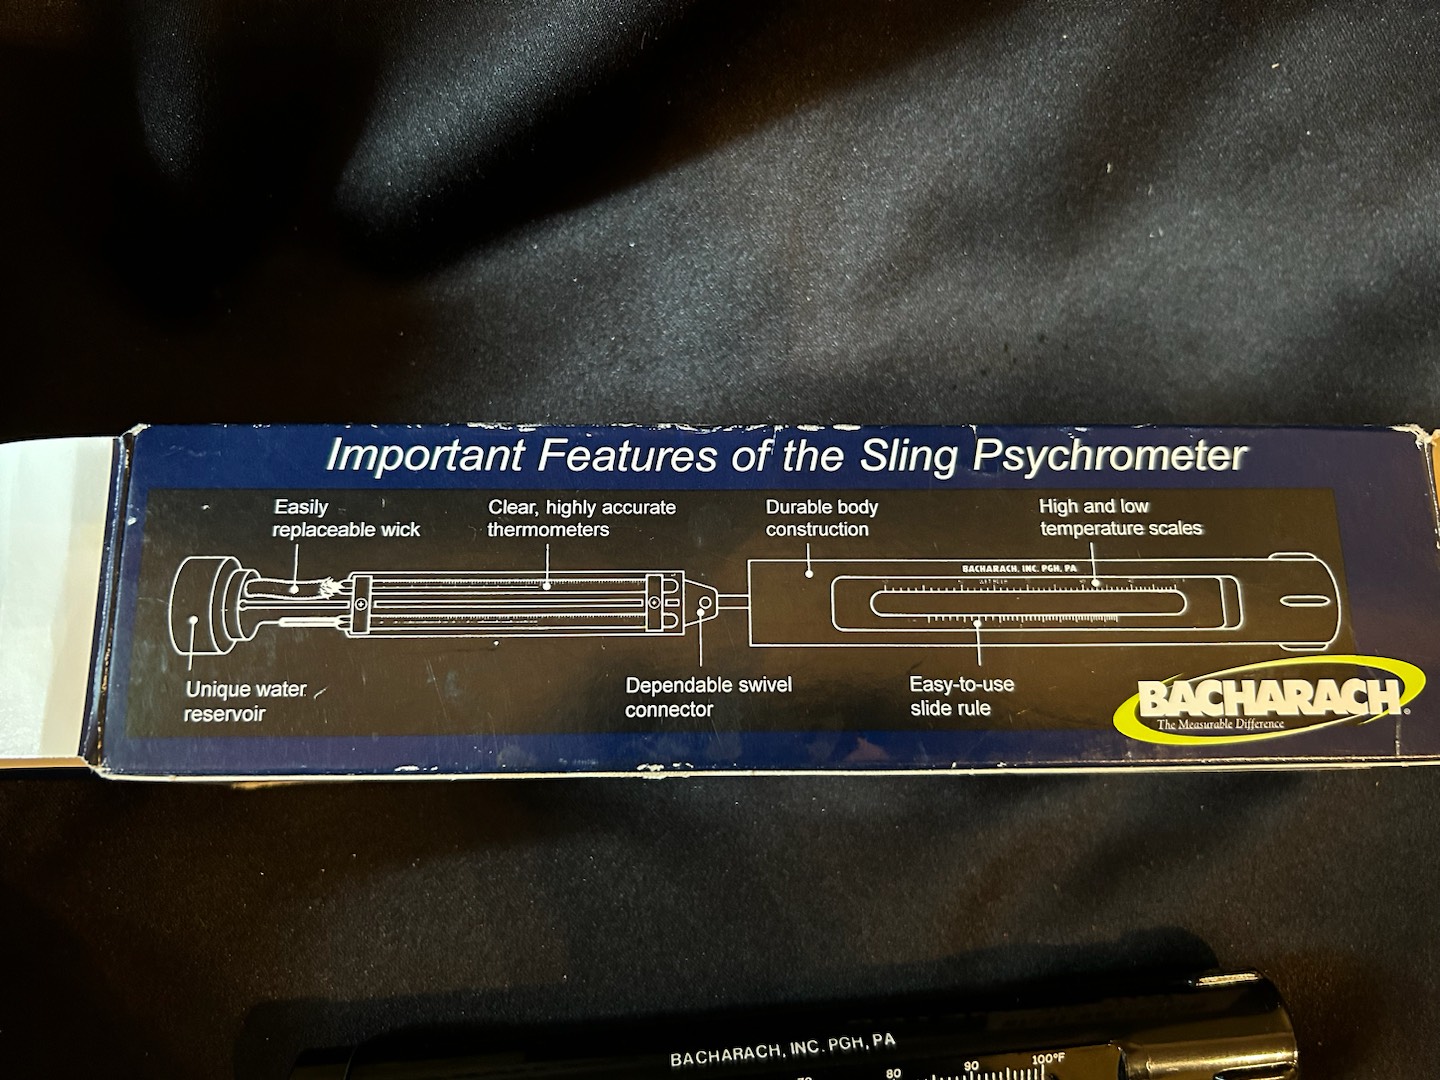 Important Features of the Sling Psychrometer
Easily
replaceable wick
Clear, highly accurate
thermometers
Durable body
construction
High and low
temperature scales
BACHARACH, INC. PGH, PA
Unique water
reservoir
Dependable swivel
connector
Easy-to-use
slide rule
BACHARACH®
The Measurable Difference
BACHARACH, INC. PGH, PA
80 90 100°F